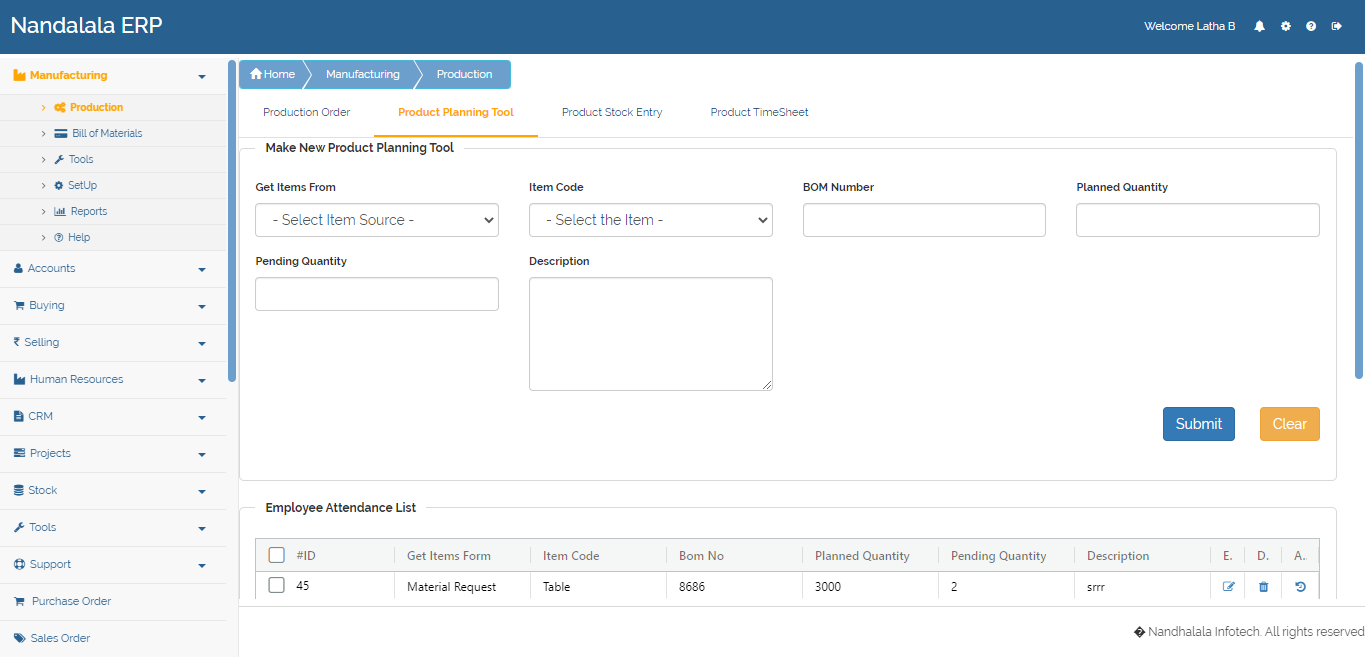 Nandalala ERP
Welcome Latha B
Manufacturing
Production
Bill of Materials
Tools
SetUp
Reports
Help
Accounts
Buying
Selling
Human Resources
CRM
Projects
Stock
Tools
Support
Purchase Order
Sales Order
Home Manufacturing Production
Production Order Product Planning Tool Product Stock Entry Product TimeSheet
Make New Product Planning Tool
Get Items From Item Code BOM Number Planned Quantity
- Select Item Source - - Select the Item -
Pending Quantity Description
Submit Clear
Employee Attendance List
#ID Get Items Form Item Code Bom No Planned Quantity Pending Quantity Description E. D. A..
45 Material Request Table 8686 3000 2 srrr
� Nandhalala Infotech. All rights reserved